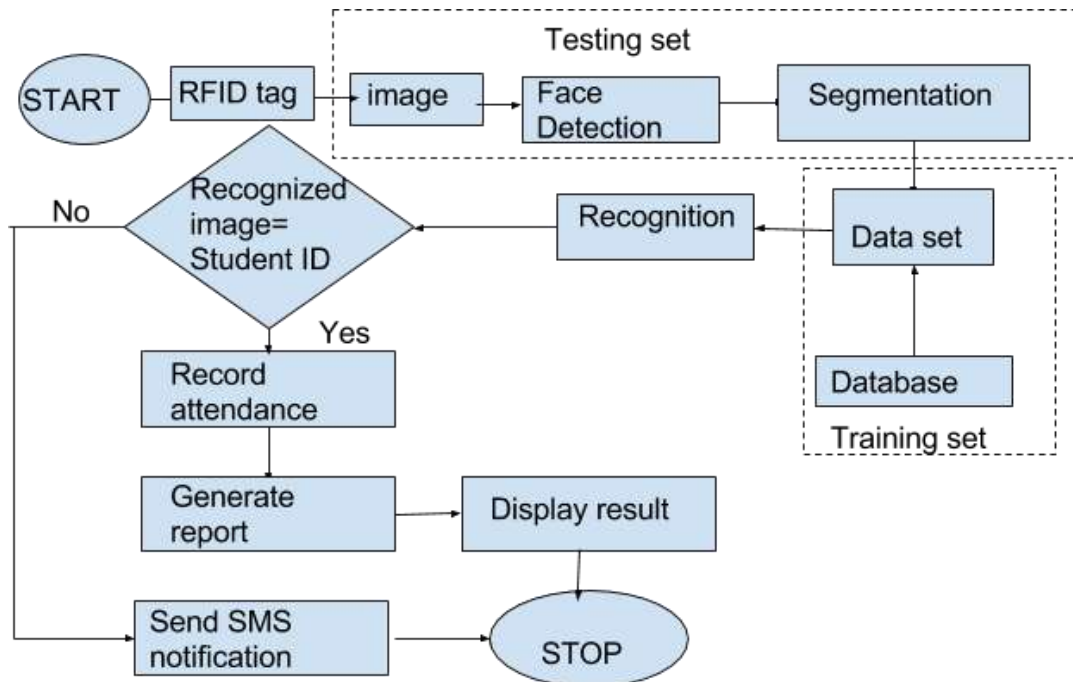 Testing set
START
RFID tag
image
Face
Detection
Segmentation
Recognized
image=
Student ID
No
Recognition
Data set
Yes
Database
Training set
Record
attendance
Generate
report
Display result
Send SMS
notification
STOP